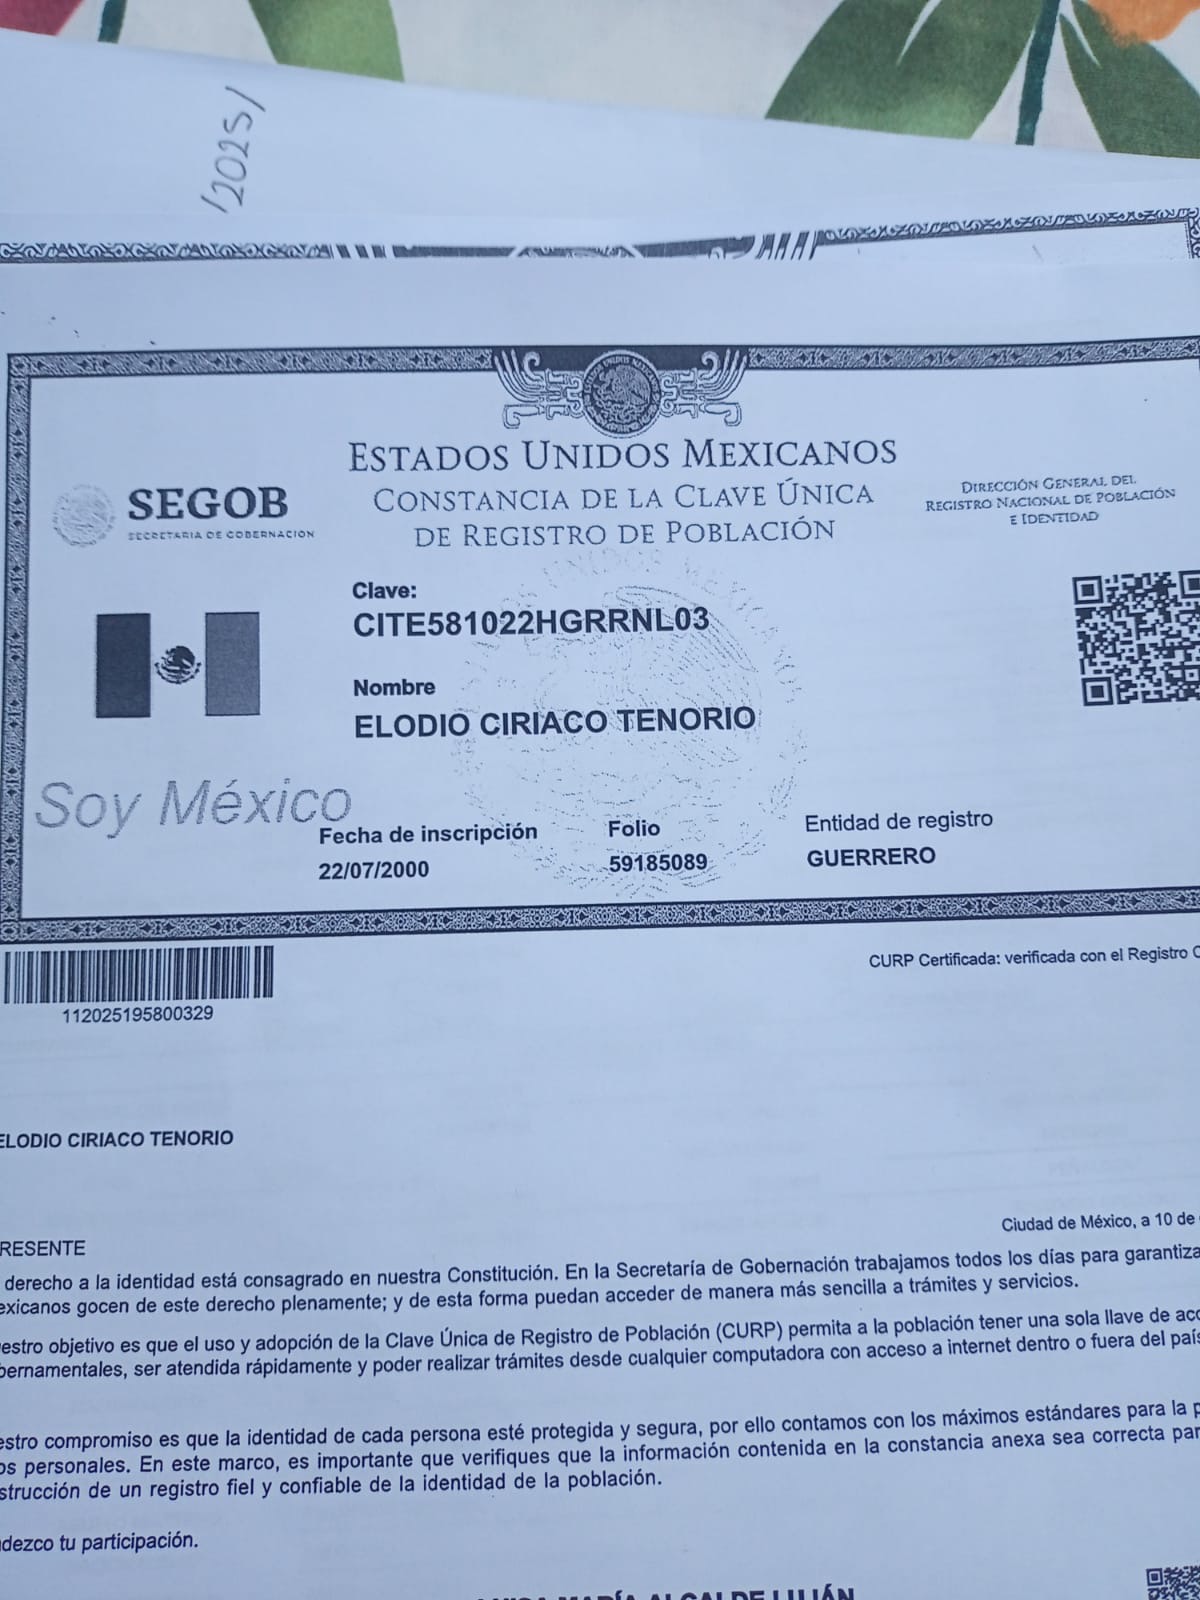 /2025/
ESTADOS UNIDOS MEXICANOS
CONSTANCIA DE LA CLAVE ÚNICA
DE REGISTRO DE POBLACIÓN
SEGOB
SECRETARIA DE GOBERNACION
DIRECCIÓN GENERAL DEL
REGISTRO NACIONAL DE POBLACIÓN
E IDENTIDAD
Clave:
CITE581022HGRRNL03
Nombre
ELODIO CIRIACO TENORIO
Soy México
Fecha de inscripción
22/07/2000
Folio
59185089
Entidad de registro
GUERRERO
112025195800329
CURP Certificada: verificada con el Registro C
ELODIO CIRIACO TENORIO
Ciudad de México, a 10 de
RESENTE
derecho a la identidad está consagrado en nuestra Constitución. En la Secretaría de Gobernación trabajamos todos los días para garantiza
exicanos gocen de este derecho plenamente; y de esta forma puedan acceder de manera más sencilla a trámites y servicios.
estro objetivo es que el uso y adopción de la Clave Única de Registro de Población (CURP) permita a la población tener una sola llave de acc
bernamentales, ser atendida rápidamente y poder realizar trámites desde cualquier computadora con acceso a internet dentro o fuera del país
estro compromiso es que la identidad de cada persona esté protegida y segura, por ello contamos con los máximos estándares para la p
os personales. En este marco, es importante que verifiques que la información contenida en la constancia anexa sea correcta par
strucción de un registro fiel y confiable de la identidad de la población.
adezco tu participación.
MARÍA ALCALDE LUJÁN